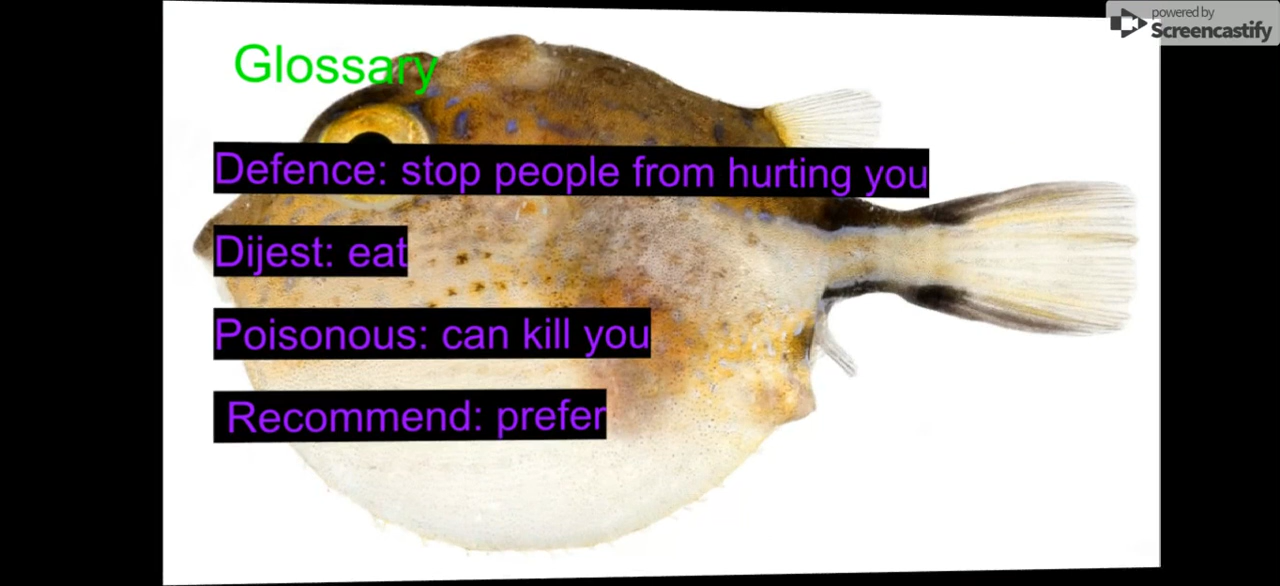 powered by
Screencastify
Glossary
Defence: stop people from hurting you
Dijest: eat
Poisonous: can kill you
Recommend: prefer